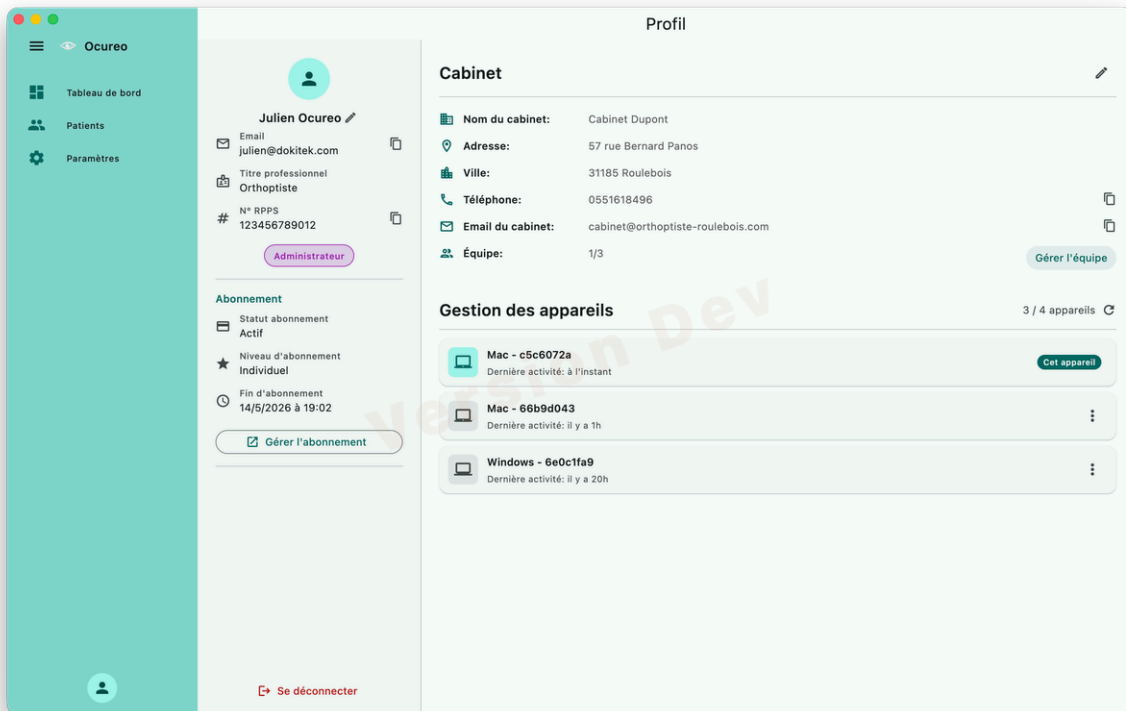 Profil
Ocureo
Tableau de bord
Patients
Paramètres
Julien Ocureo
Email
julien@dokitek.com
Titre professionnel
Orthoptiste
N° RPPS
123456789012
Administrateur
Abonnement
Statut abonnement
Actif
Niveau d'abonnement
Individuel
Fin d'abonnement
14/5/2026 à 19:02
Gérer l'abonnement
Se déconnecter
Cabinet
Nom du cabinet: Cabinet Dupont
Adresse: 57 rue Bernard Panos
Ville: 31185 Roulebois
Téléphone: 0551618496
Email du cabinet: cabinet@orthoptiste-roulebois.com
Équipe: 1/3
Gérer l'équipe
Gestion des appareils 3 / 4 appareils
Mac - c5c6072a
Dernière activité: à l'instant
Cet appareil
Mac - 66b9d043
Dernière activité: il y a 1h
Windows - 6e0c1fa9
Dernière activité: il y a 20h
Version Dev